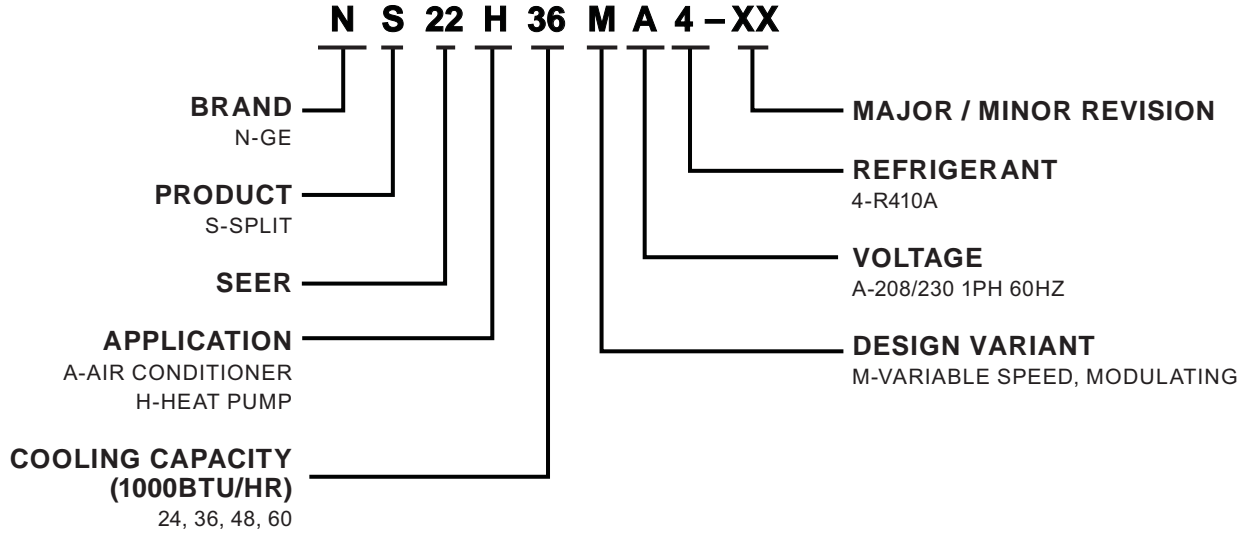 N S 22 H 36 M A 4 – XX
BRAND
N-GE
PRODUCT
S-SPLIT
SEER
APPLICATION
A-AIR CONDITIONER
H-HEAT PUMP
COOLING CAPACITY
(1000BTU/HR)
24, 36, 48, 60
MAJOR / MINOR REVISION
REFRIGERANT
4-R410A
VOLTAGE
A-208/230 1PH 60HZ
DESIGN VARIANT
M-VARIABLE SPEED, MODULATING